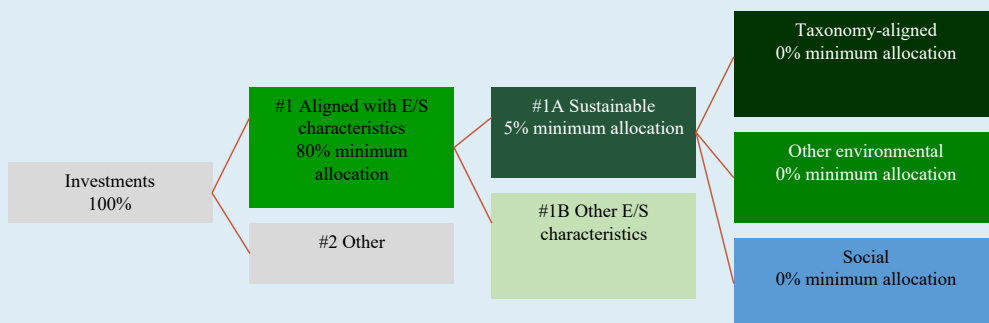 Investments
100%
#1 Aligned with E/S
characteristics
80% minimum
allocation
#2 Other
#1A Sustainable
5% minimum allocation
#1B Other E/S
characteristics
Taxonomy-aligned
0% minimum allocation
Other environmental
0% minimum allocation
Social
0% minimum allocation